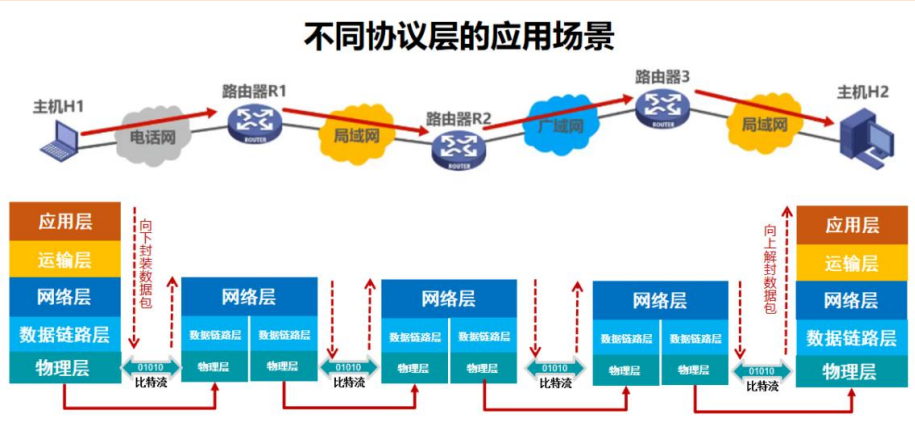 不同协议层的应用场景
主机H1
路由器R1
路由器R2
路由器3
主机H2
电话网
局域网
广域网
局域网
ROUTER
ROUTER
ROUTER
应用层
运输层
网络层
数据链路层
物理层
向下封装数据包
01010
比特流
网络层
数据链路层 数据链路层
物理层 物理层
01010
比特流
网络层
数据链路层 数据链路层
物理层 物理层
01010
比特流
网络层
数据链路层 数据链路层
物理层 物理层
01010
比特流
向上解封数据包
应用层
运输层
网络层
数据链路层
物理层